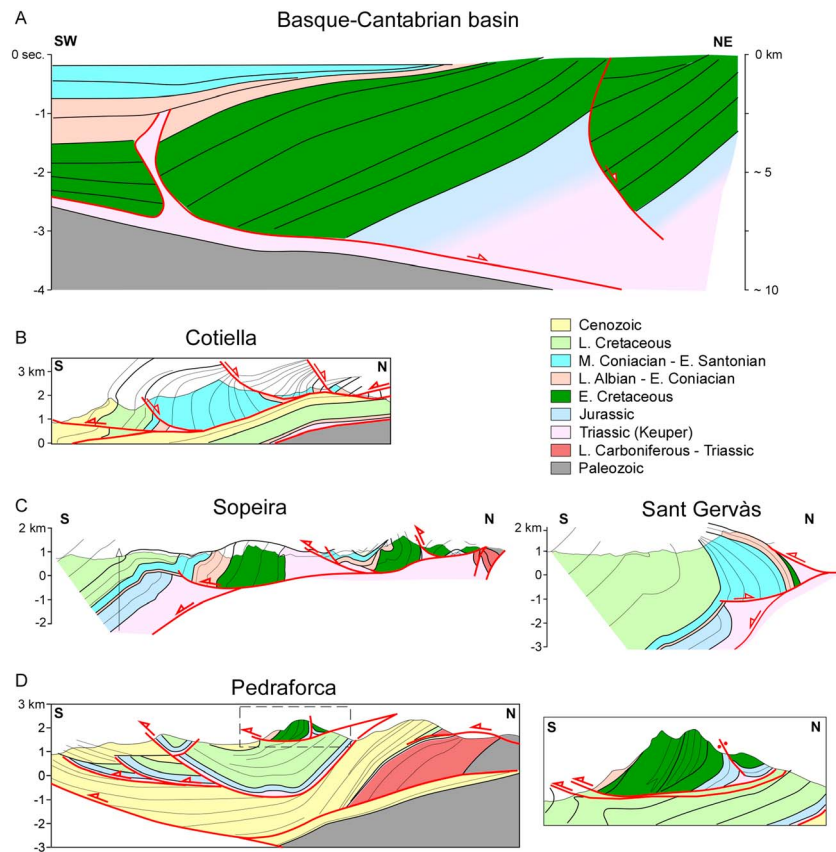 A
Basque-Cantabrian basin
SW
NE
0 sec.
-1
-2
-3
-4
0 km
~ 5
~ 10
B
Cotiella
S
N
3 km
2
1
0
Cenozoic
L. Cretaceous
M. Coniacian - E. Santonian
L. Albian - E. Coniacian
E. Cretaceous
Jurassic
Triassic (Keuper)
L. Carboniferous - Triassic
Paleozoic
C
Sopeira
S
N
2 km
1
0
-1
-2
Sant Gervàs
S
N
2 km
1
0
-1
-2
-3
D
Pedraforca
S
N
3 km
2
1
0
-1
-2
-3
S
N